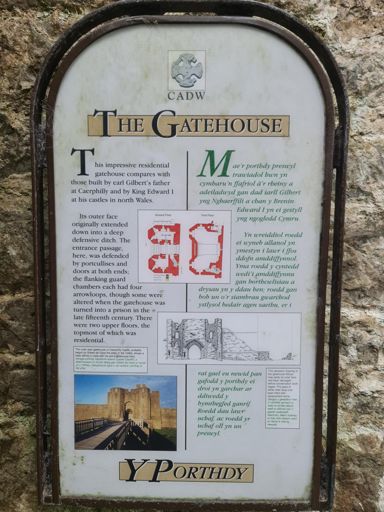 CADW
THE GATEHOUSE
This impressive residential
gatehouse compares with
those built by earl Gilbert's father
at Caerphilly and by King Edward I
at his castles in north Wales.
Its outer face
originally extended
down into a deep
defensive ditch. The
entrance passage,
here, was defended
by portcullises and
doors at both ends;
the flanking guard
chambers each had four
arrowloops, though some were
altered when the gatehouse was
turned into a prison in the
late fifteenth century. There
were two upper floors, the
topmost of which was
residential.
Mae'r porthdy preswyl
trawiadol hwn yn
cymharu'n ffafriol â'r rheiny a
adeiladwyd gan dad iarll Gilbert
yng Nghaerffili a chan y Brenin
Edward I yn ei gestyll
yng ngogledd Cymru.
Yn wreiddiol roedd
ei wyneb allanol yn
ymestyn i lawr i ffos
ddofn amddiffynnol.
Yma roedd y cyntedd
wedi'i amddiffynnu
gan borthcwlisiau a
drysau yn y ddau ben; roedd gan
bob un o'r siambrau gwarchod
ystlysol bedair agen saethu, er i
rai gael eu newid pan
gafodd y porthdy ei
droi yn garchar ar
ddiwedd y
bymthegfed ganrif.
Roedd dau lawr
uchaf, ac roedd yr
uchaf oll yn un
preswyl.
Y PORTHDY